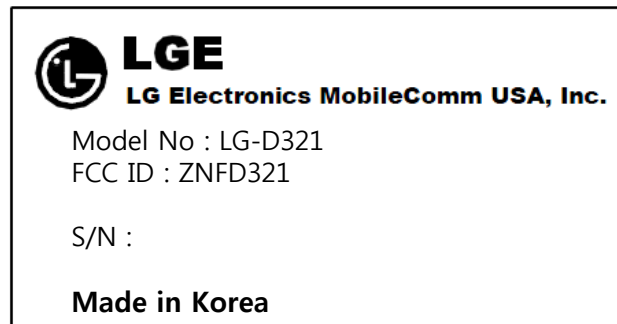 LGE
LG Electronics MobileComm USA, Inc.
Model No : LG-D321
FCC ID : ZNFD321
S/N :
Made in Korea